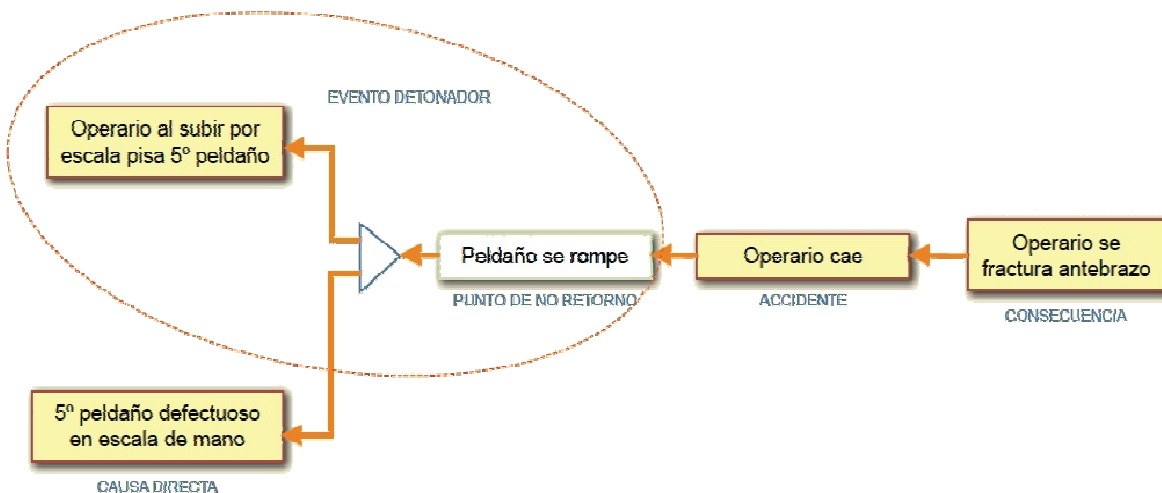 EVENTO DETONADOR
Operario al subir por
escala pisa 5º peldaño
Peldaño se rompe
PUNTO DE NO RETORNO
Operario cae
ACCIDENTE
Operario se
fractura antebrazo
CONSECUENCIA
5º peldaño defectuoso
en escala de mano
CAUSA DIRECTA